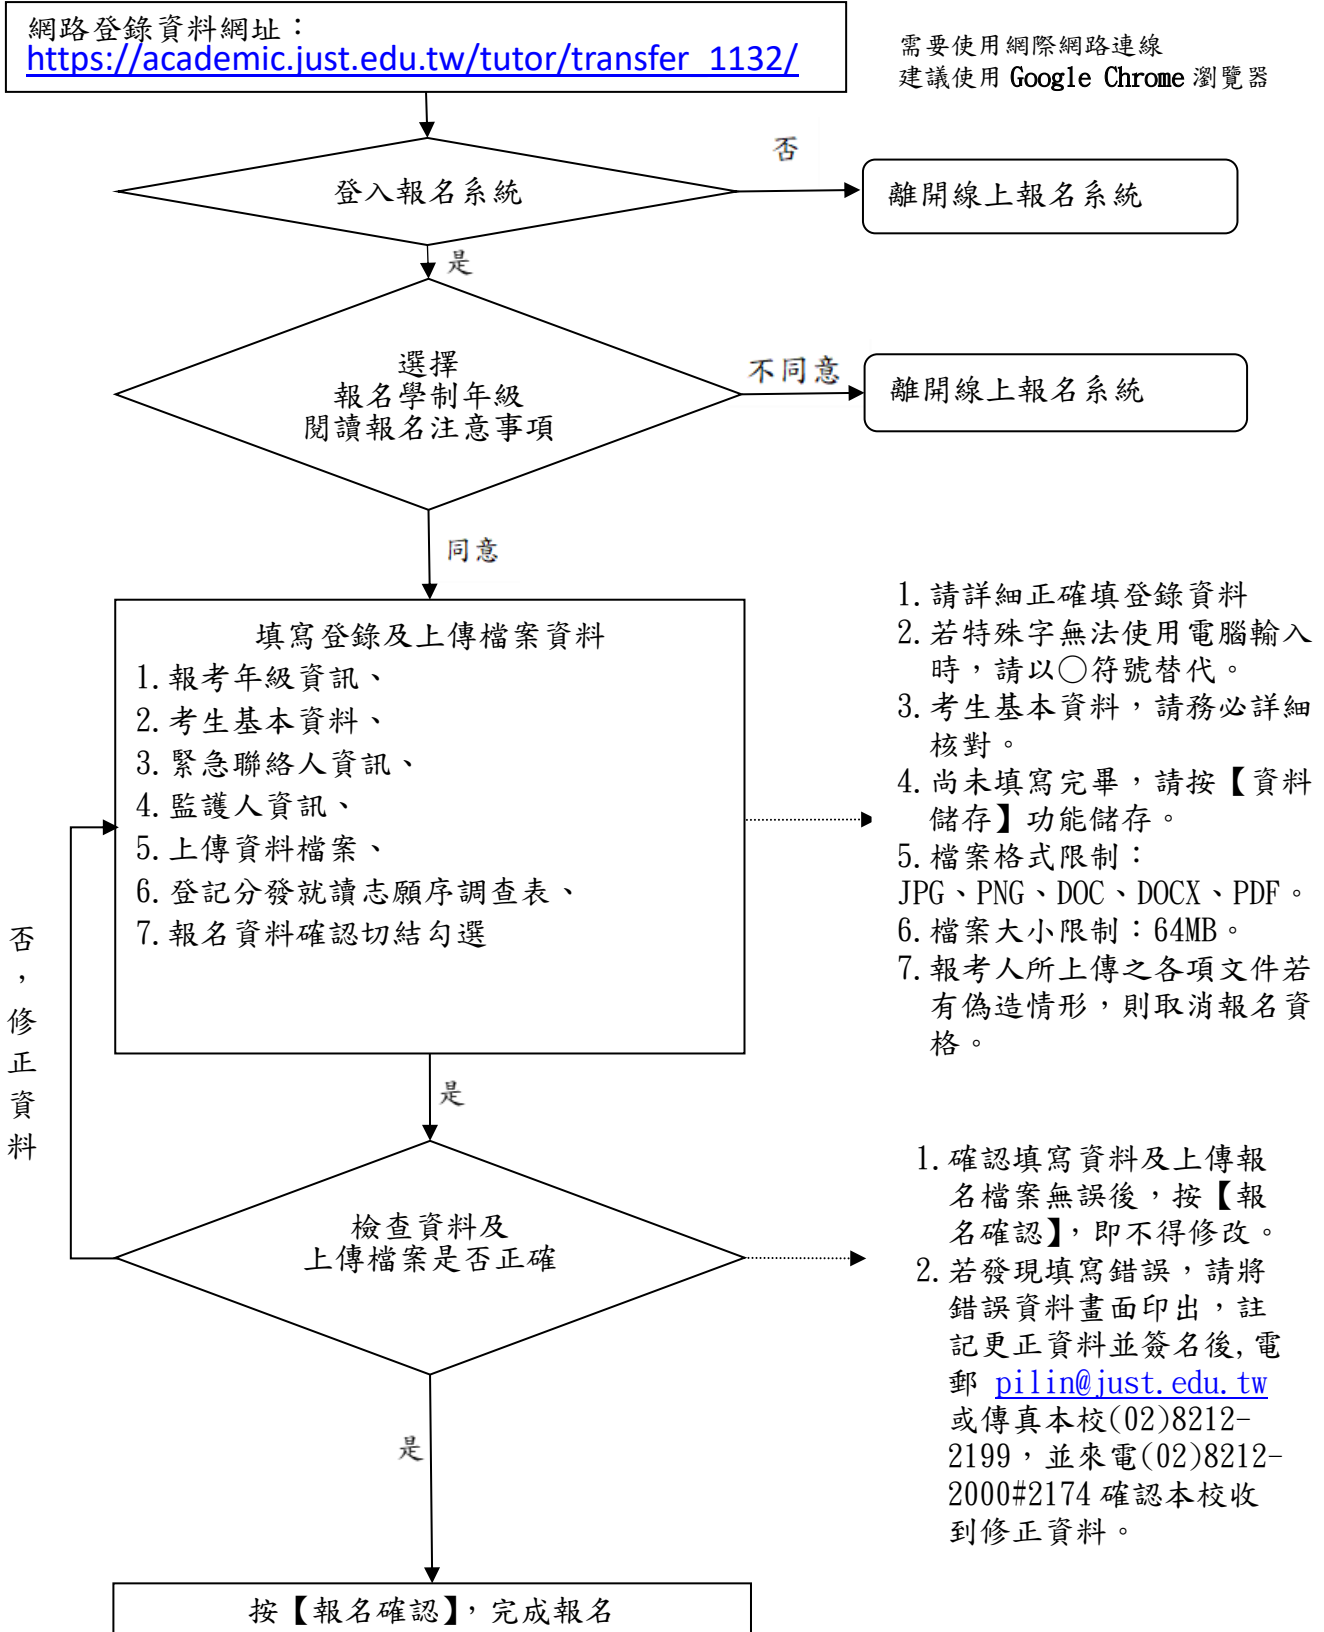 網路登錄資料網址：
https://academic.just.edu.tw/tutor/transfer_1132/
需要使用網際網路連線
建議使用 Google Chrome 瀏覽器
否
登入報名系統
離開線上報名系統
是
選擇
報名學制年級
閱讀報名注意事項
不同意
離開線上報名系統
同意
填寫登錄及上傳檔案資料
1.報考年級資訊、
2.考生基本資料、
3.緊急聯絡人資訊、
4.監護人資訊、
5.上傳資料檔案、
6.登記分發就讀志願序調查表、
7.報名資料確認切結勾選
1.請詳細正確填登錄資料
2.若特殊字無法使用電腦輸入
時，請以○符號替代。
3.考生基本資料，請務必詳細
核對。
4.尚未填寫完畢，請按【資料
儲存】功能儲存。
5.檔案格式限制：
JPG、PNG、DOC、DOCX、PDF。
6.檔案大小限制：64MB。
7.報考人所上傳之各項文件若
有偽造情形，則取消報名資
格。
否
，
修
正
資
料
是
檢查資料及
上傳檔案是否正確
1.確認填寫資料及上傳報
名檔案無誤後，按【報
名確認】，即不得修改。
2.若發現填寫錯誤，請將
錯誤資料畫面印出，註
記更正資料並簽名後,電
郵 pilin@just.edu.tw
或傳真本校(02)8212-
2199，並來電(02)8212-
2000#2174 確認本校收
到修正資料。
是
按【報名確認】，完成報名